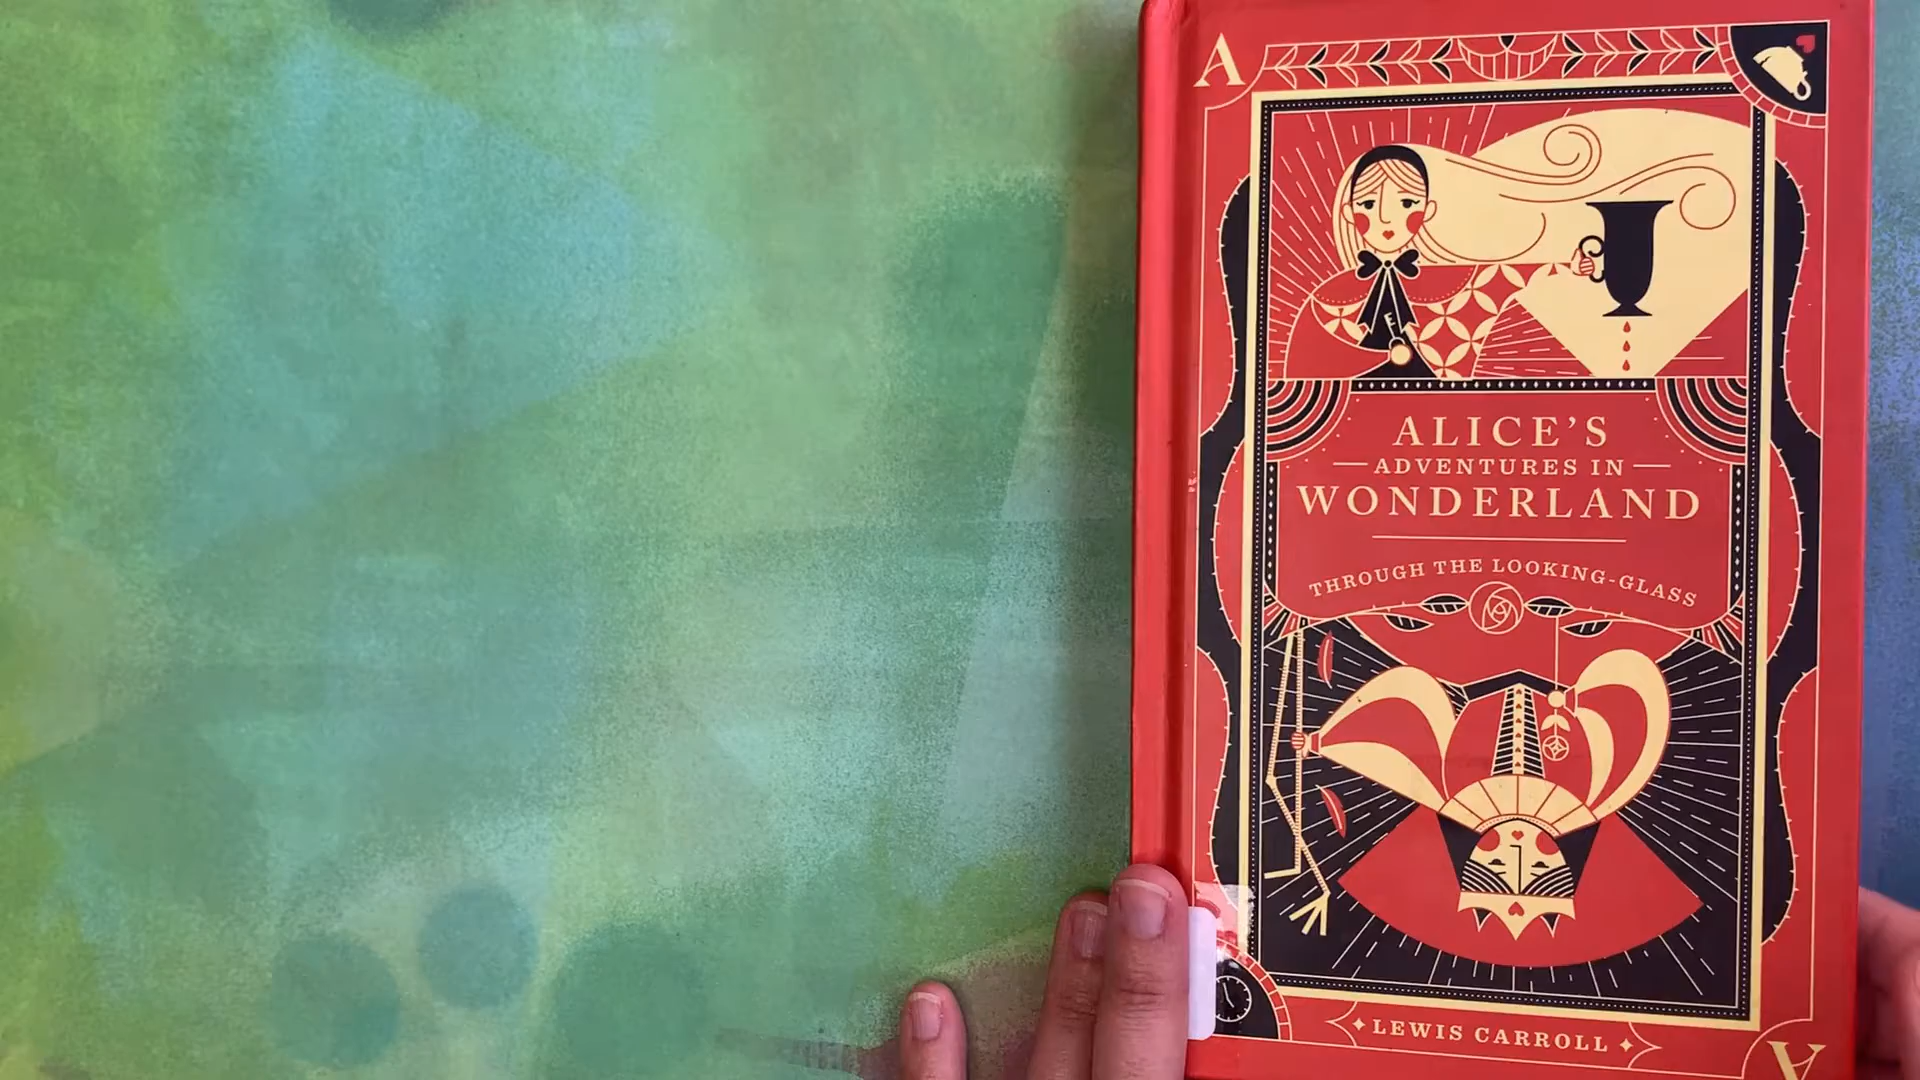 A
ALICE'S
ADVENTURES IN
WONDERLAND
THROUGH THE LOOKING-GLASS
LEWIS CARROLL
A